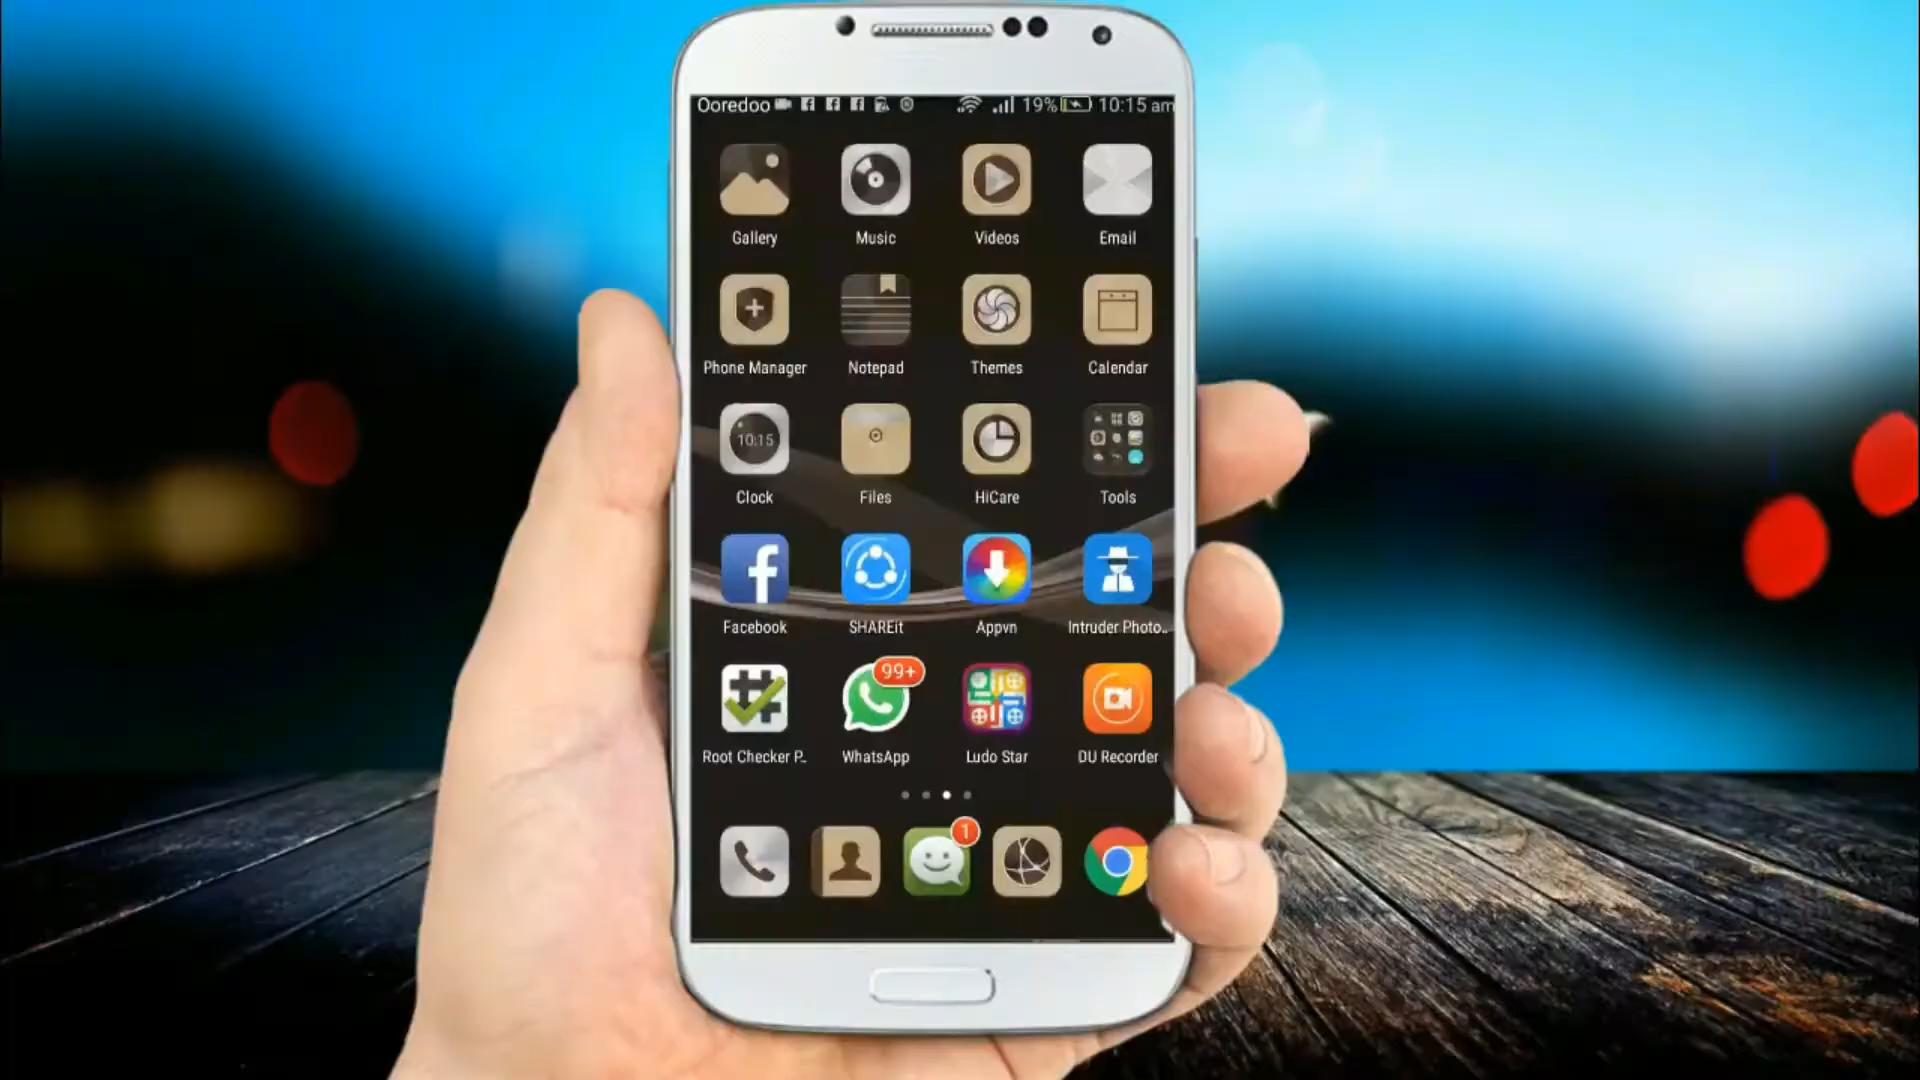 Ooredoo 19% 10:15 am
Gallery Music Videos Email
Phone Manager Notepad Themes Calendar
10:15
Clock Files HiCare Tools
Facebook SHAREit Appvn Intruder Photo..
99+
Root Checker P.. WhatsApp Ludo Star DU Recorder
1